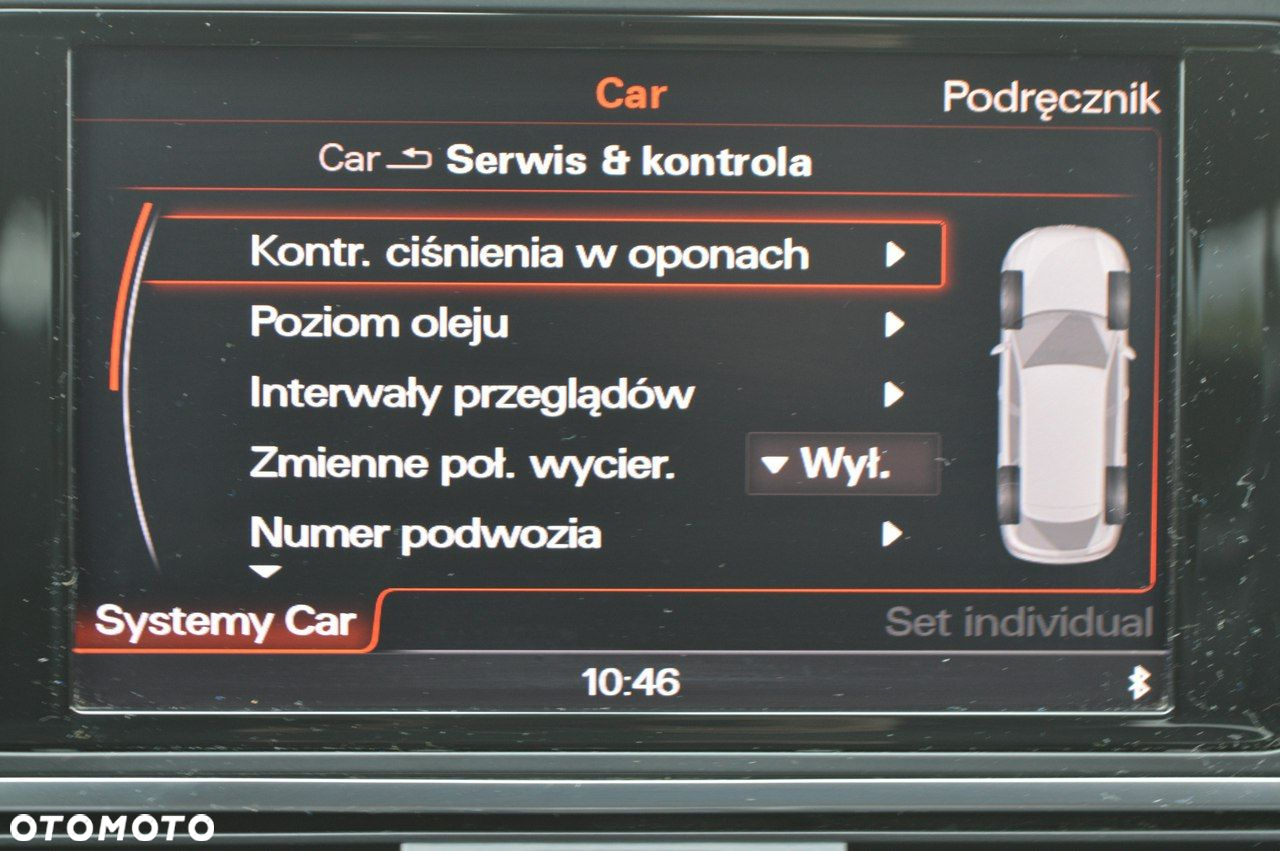 Car
Podręcznik
Car Serwis & kontrola
Kontr. ciśnienia w oponach
Poziom oleju
Interwały przeglądów
Zmienne poł. wycier. Wył.
Numer podwozia
Systemy Car
Set individual
10:46
OTOMOTO